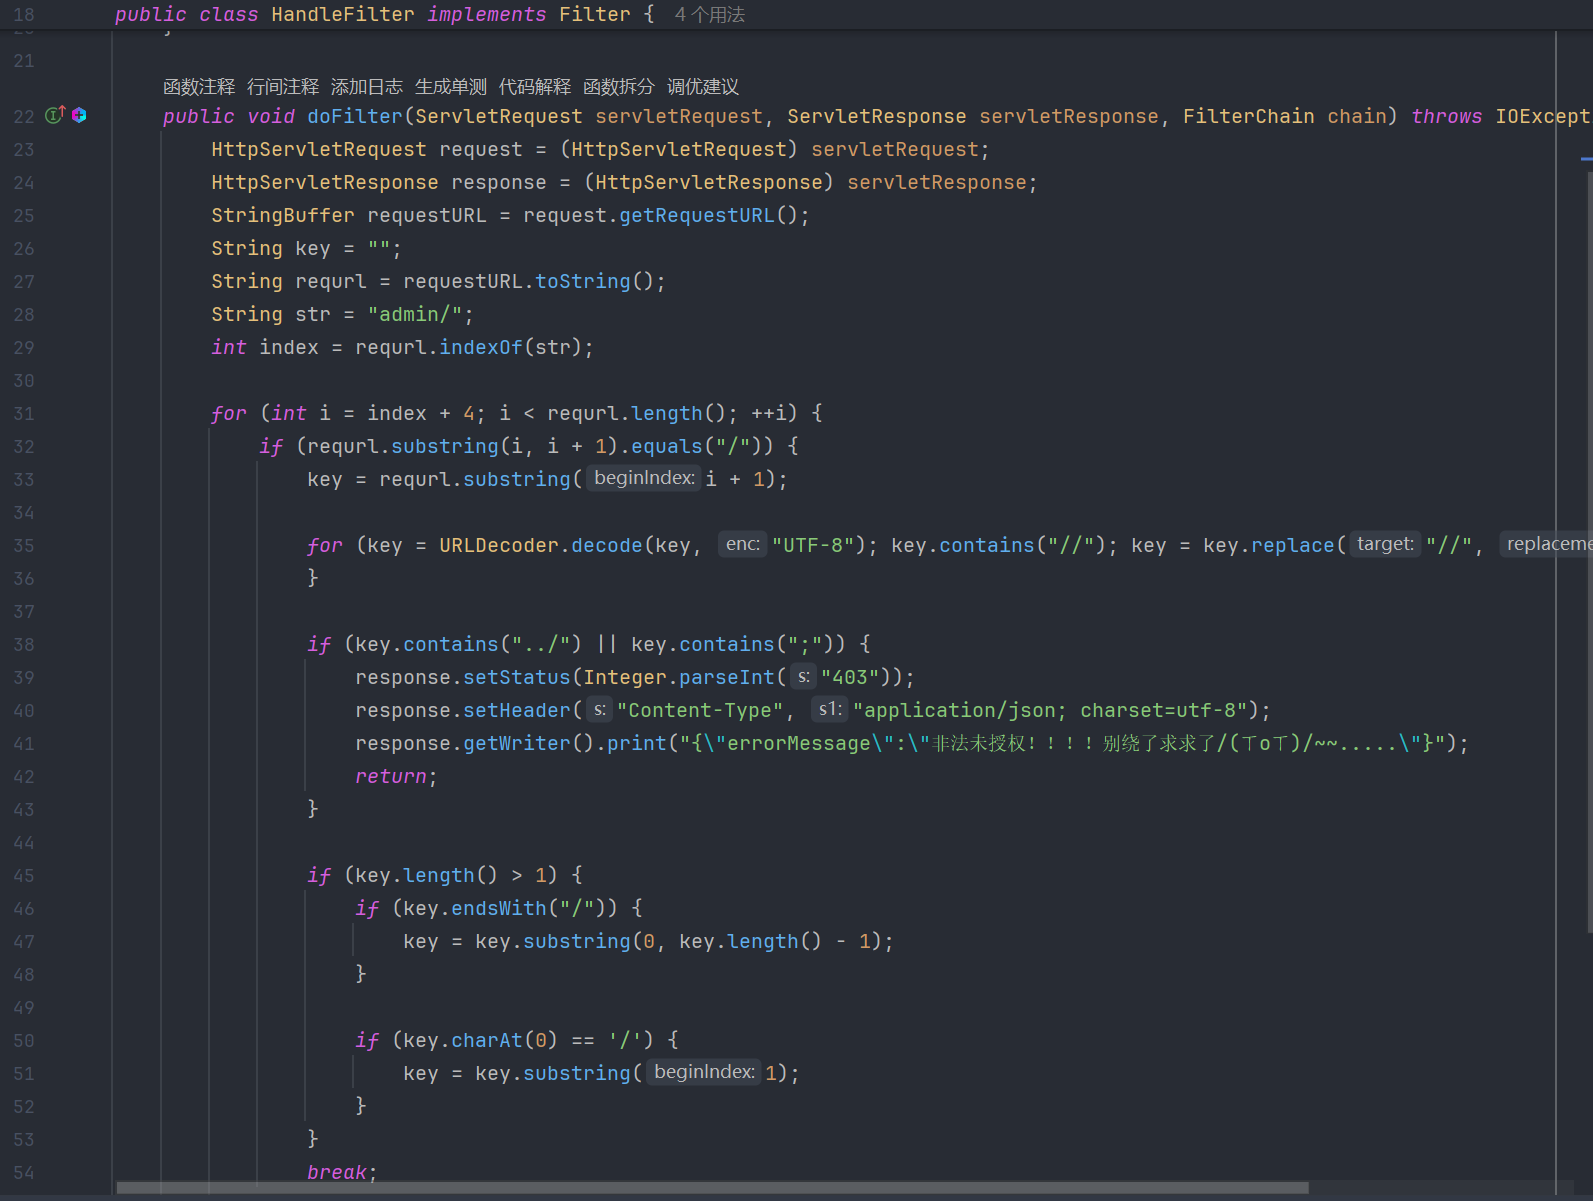 18 public class HandleFilter implements Filter { 4 个用法
20 }
21
函数注释 行间注释 添加日志 生成单测 代码解释 函数拆分 调优建议
22 public void doFilter(ServletRequest servletRequest, ServletResponse servletResponse, FilterChain chain) throws IOExcept
23 HttpServletRequest request = (HttpServletRequest) servletRequest;
24 HttpServletResponse response = (HttpServletResponse) servletResponse;
25 StringBuffer requestURL = request.getRequestURL();
26 String key = "";
27 String requrl = requestURL.toString();
28 String str = "admin/";
29 int index = requrl.indexOf(str);
30
31 for (int i = index + 4; i < requrl.length(); ++i) {
32 if (requrl.substring(i, i + 1).equals("/")) {
33 key = requrl.substring( beginIndex: i + 1);
34
35 for (key = URLDecoder.decode(key, enc: "UTF-8"); key.contains("//"); key = key.replace( target: "//", replaceme
36 }
37
38 if (key.contains("../") || key.contains(";")) {
39 response.setStatus(Integer.parseInt( s: "403"));
40 response.setHeader( s: "Content-Type", s1: "application/json; charset=utf-8");
41 response.getWriter().print("{\"errorMessage\":\"非法未授权！！！！别绕了求求了/(ㄒoㄒ)/~~.....\"}");
42 return;
43 }
44
45 if (key.length() > 1) {
46 if (key.endsWith("/")) {
47 key = key.substring(0, key.length() - 1);
48 }
49
50 if (key.charAt(0) == '/') {
51 key = key.substring( beginIndex: 1);
52 }
53 }
54 break;